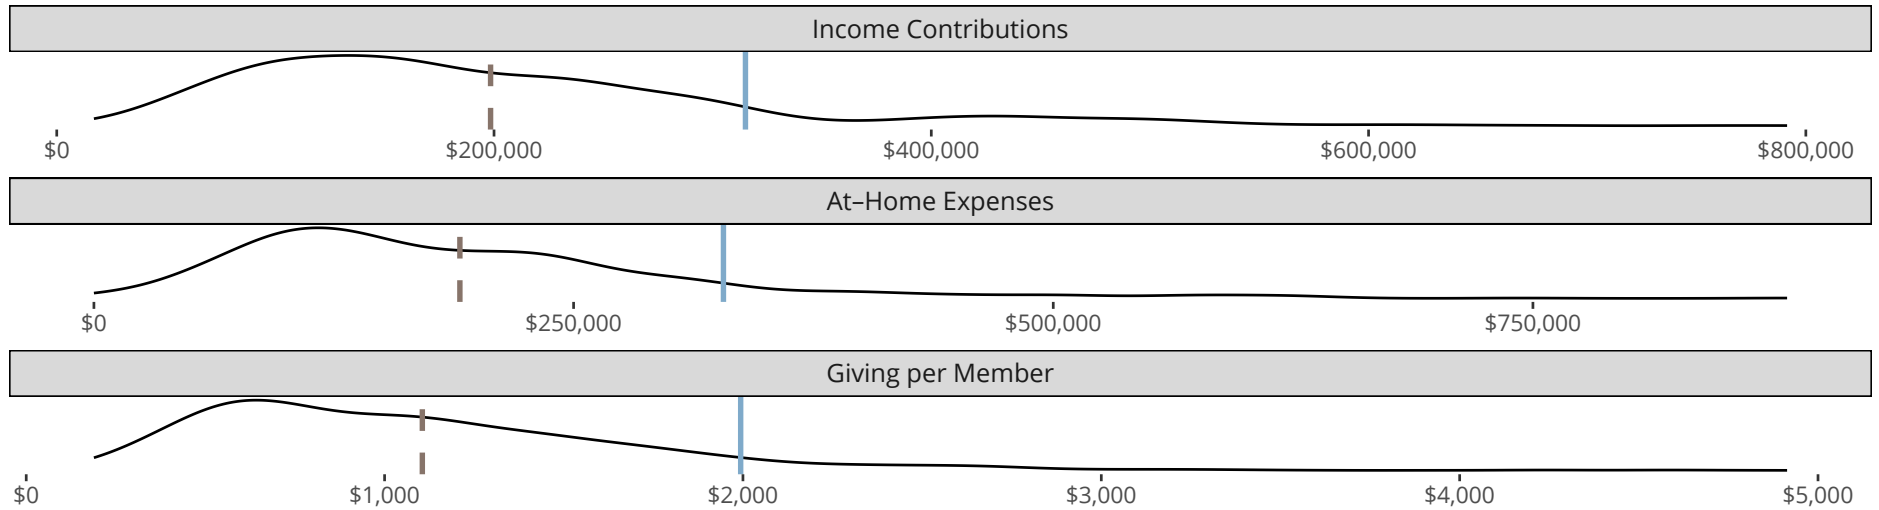 Income Contributions
$0 $200,000 $400,000 $600,000 $800,000
At–Home Expenses
$0 $250,000 $500,000 $750,000
Giving per Member
$0 $1,000 $2,000 $3,000 $4,000 $5,000